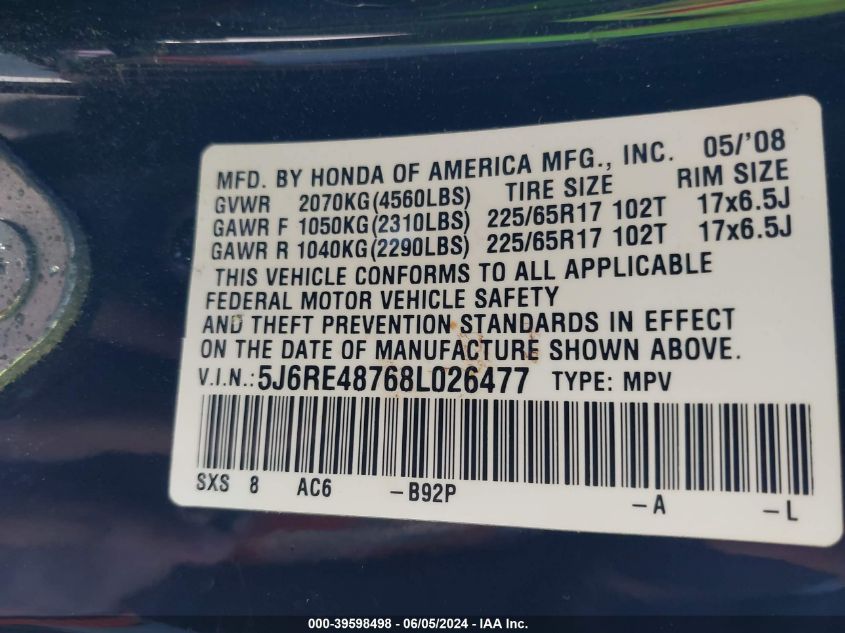 MFD. BY HONDA OF AMERICA MFG., INC. 05/'08
GVWR 2070KG(4560LBS) TIRE SIZE RIM SIZE
GAWR F 1050KG(2310LBS) 225/65R17 102T 17x6.5J
GAWR R 1040KG(2290LBS) 225/65R17 102T 17x6.5J
THIS VEHICLE CONFORMS TO ALL APPLICABLE
FEDERAL MOTOR VEHICLE SAFETY
AND THEFT PREVENTION STANDARDS IN EFFECT
ON THE DATE OF MANUFACTURE SHOWN ABOVE.
V.I.N.:5J6RE48768L026477 TYPE: MPV
SXS 8 AC6 -B92P -A -L
000-39598498 - 06/05/2024 - IAA Inc.